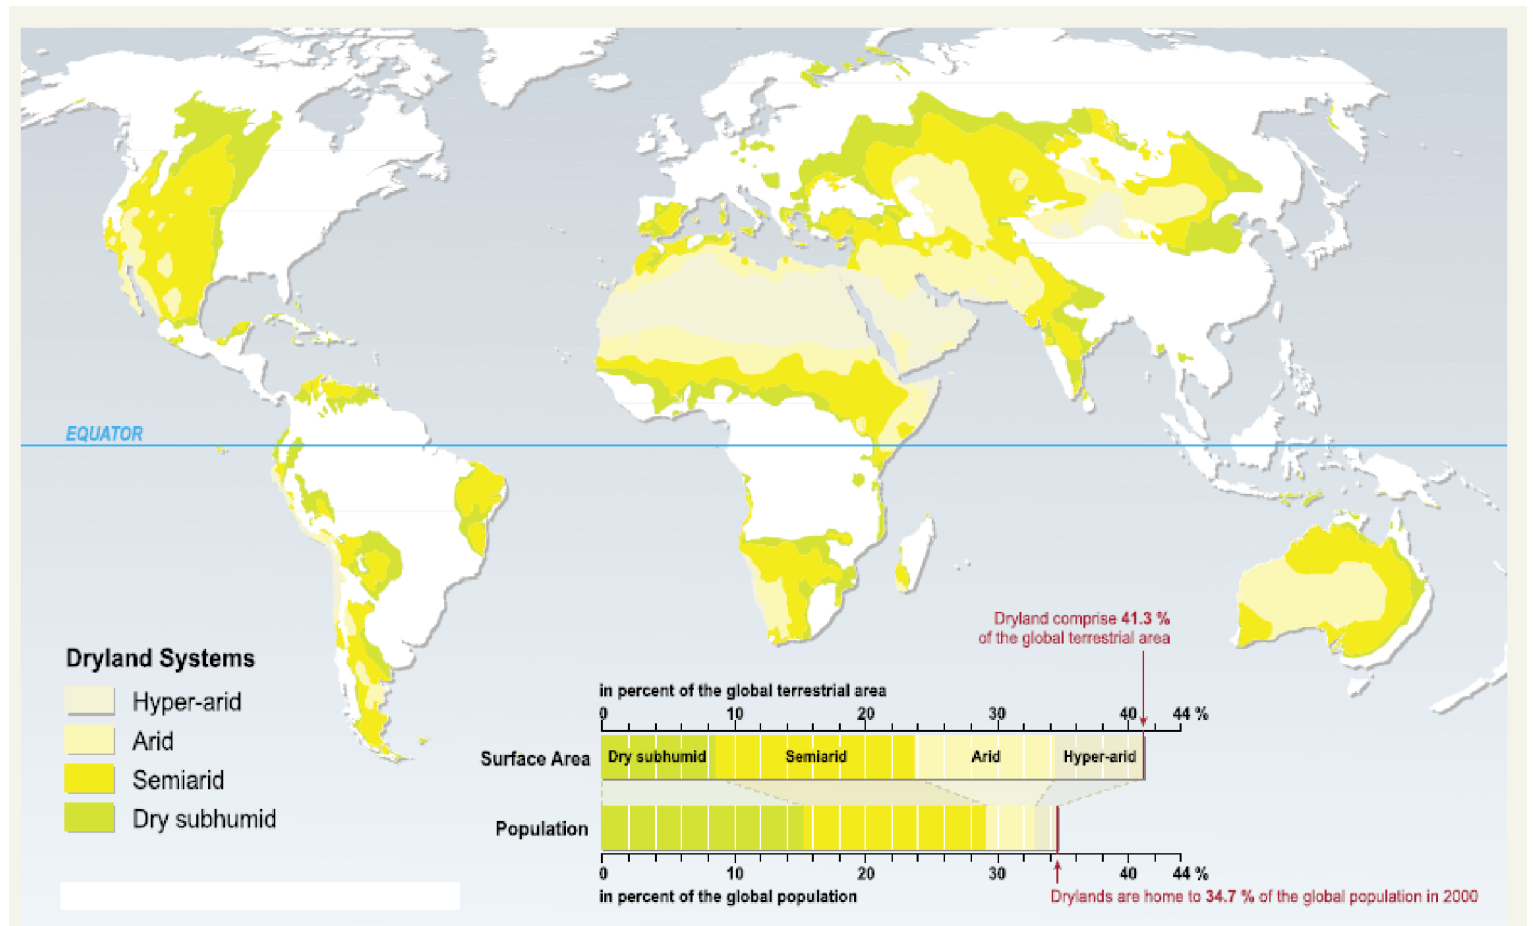 EQUATOR
Dryland Systems
Hyper-arid
Arid
Semiarid
Dry subhumid
Dryland comprise 41.3 %
of the global terrestrial area
in percent of the global terrestrial area
0 10 20 30 40 44 %
Surface Area
Dry subhumid Semiarid Arid Hyper-arid
Population
0 10 20 30 40 44 %
in percent of the global population
Drylands are home to 34.7 % of the global population in 2000